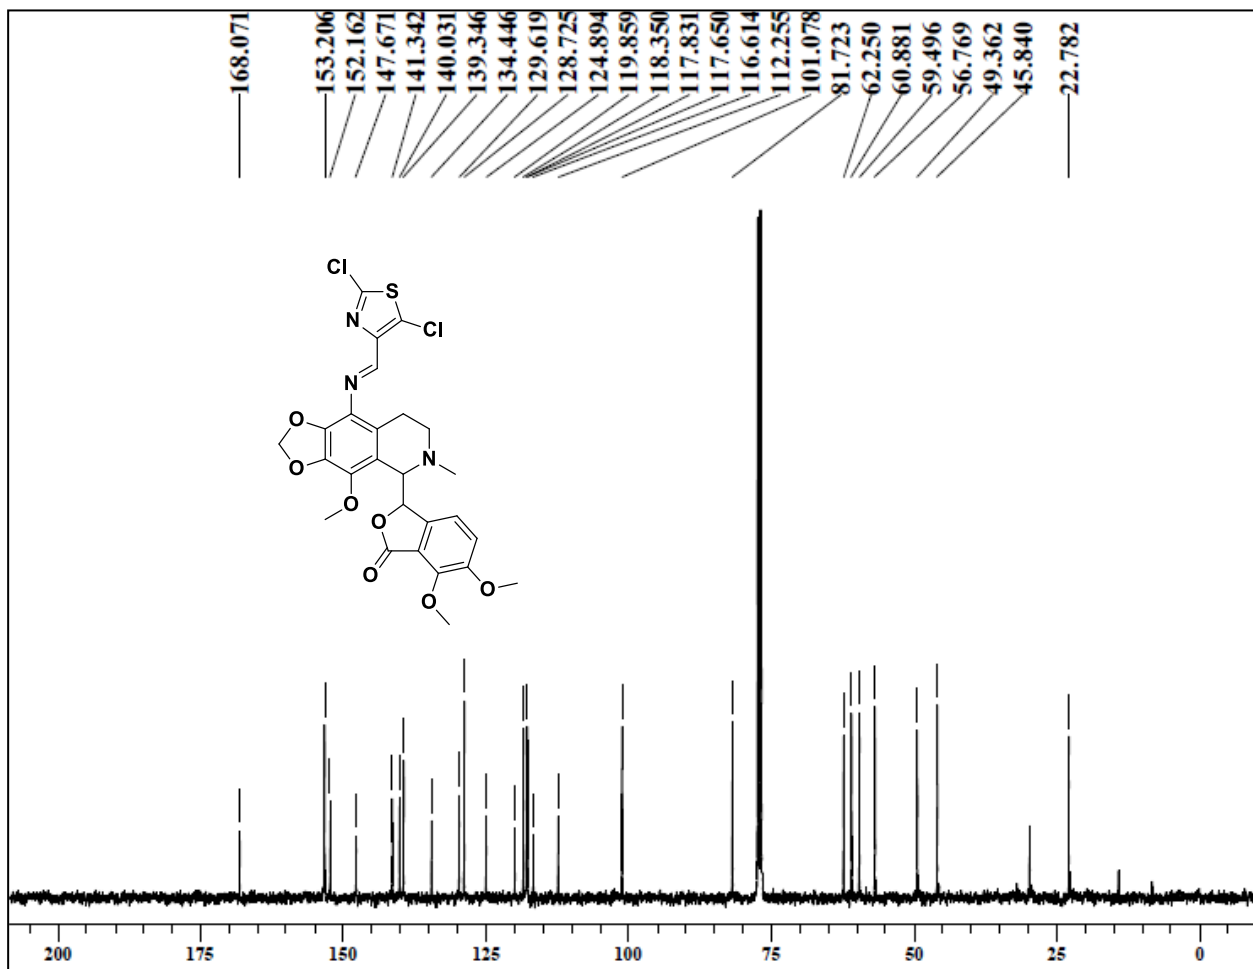 168.071
153.206
152.162
147.671
141.342
140.031
139.346
134.446
129.619
128.725
124.894
119.859
118.350
117.831
117.650
116.614
112.255
101.078
81.723
62.250
60.881
59.496
56.769
49.362
45.840
22.782
Cl
S
N
Cl
N
O
O
N
O
O
O
O
O
200 175 150 125 100 75 50 25 0